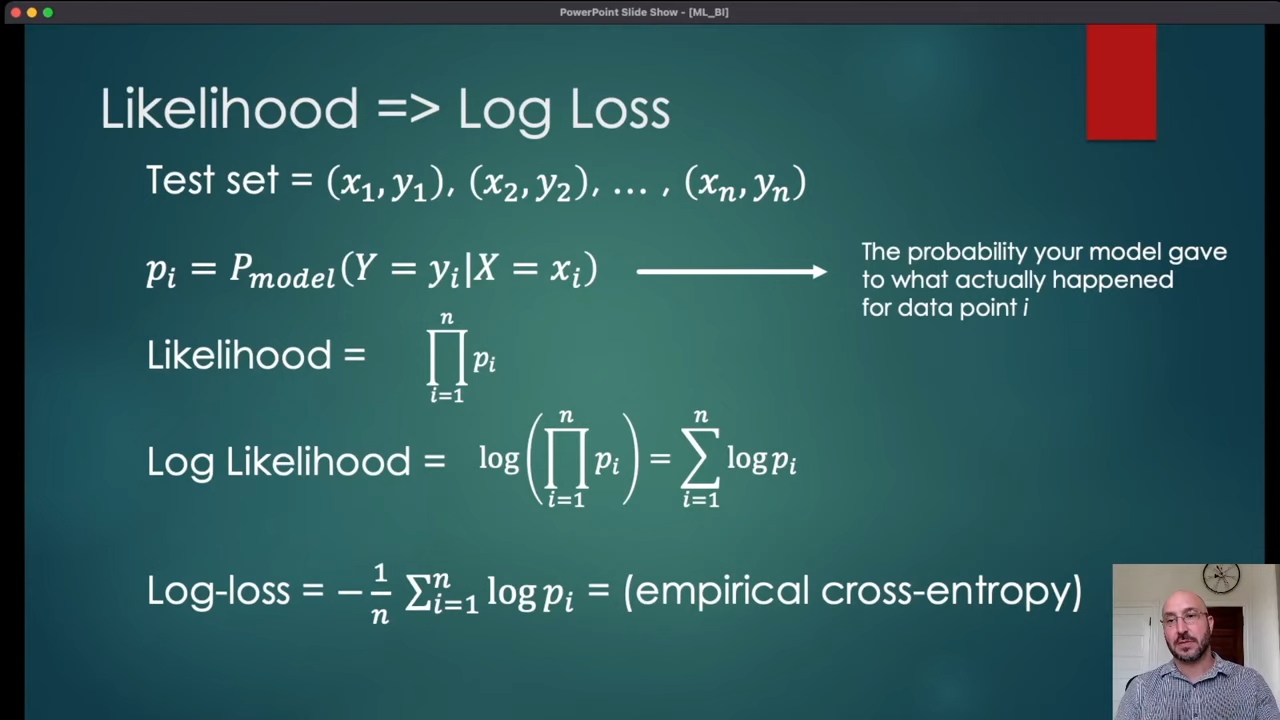 PowerPoint Slide Show - [ML_BI]
Likelihood => Log Loss
Test set = (x₁, y₁), (x₂, y₂), … , (xₙ, yₙ)
pᵢ = P_model(Y = yᵢ|X = xᵢ)
The probability your model gave
to what actually happened
for data point i
Likelihood = ∏ᵢ₌₁ⁿ pᵢ
Log Likelihood = log(∏ᵢ₌₁ⁿ pᵢ) = ∑ᵢ₌₁ⁿ log pᵢ
Log-loss = −1/n ∑ᵢ₌₁ⁿ log pᵢ = (empirical cross-entropy)